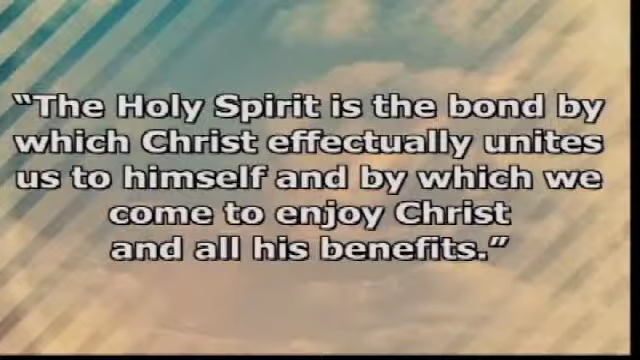 “The Holy Spirit is the bond by
which Christ effectually unites
us to himself and by which we
come to enjoy Christ
and all his benefits.”